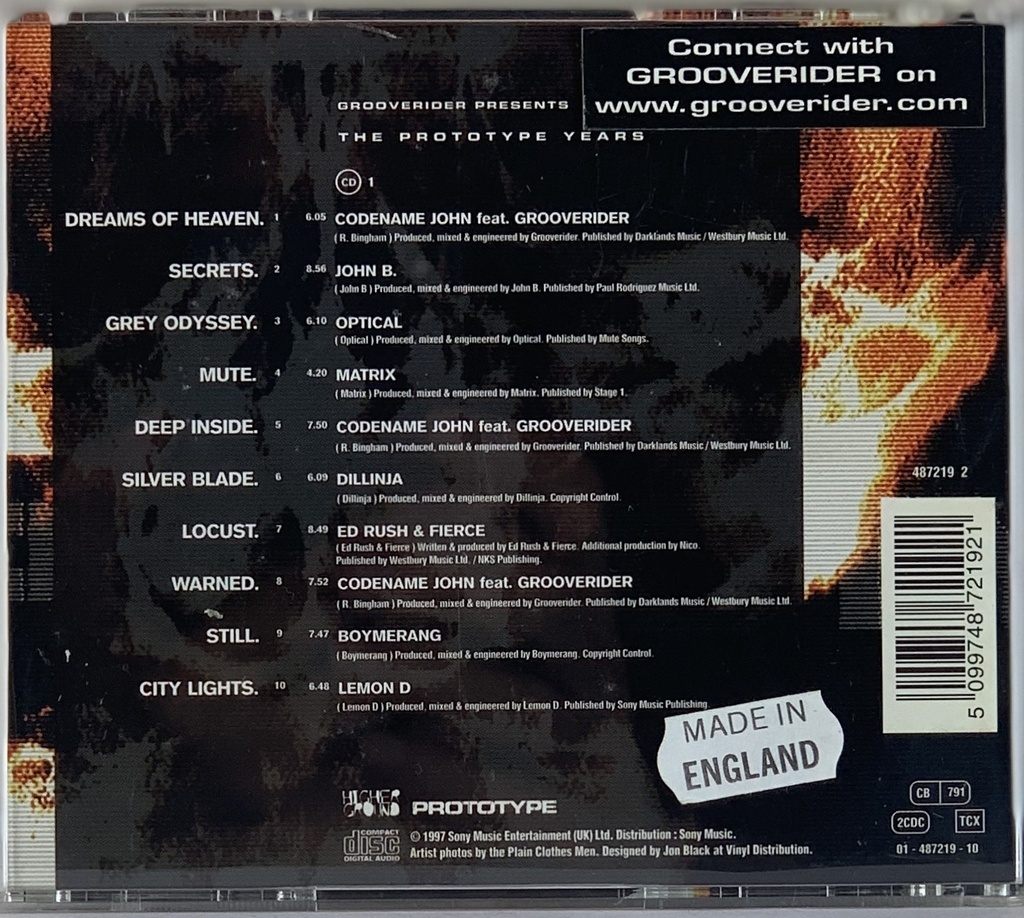 Connect with
GROOVERIDER on
www.grooverider.com
GROOVERIDER PRESENTS
THE PROTOTYPE YEARS
CD 1
DREAMS OF HEAVEN. 1 6.05 CODENAME JOHN feat. GROOVERIDER
( R. Bingham ) Produced, mixed & engineered by Grooverider. Published by Darklands Music / Westbury Music Ltd.
SECRETS. 2 8.56 JOHN B.
( John B ) Produced, mixed & engineered by John B. Published by Paul Rodriguez Music Ltd.
GREY ODYSSEY. 3 6.10 OPTICAL
( Optical ) Produced, mixed & engineered by Optical. Published by Mute Songs.
MUTE. 4 4.20 MATRIX
( Matrix ) Produced, mixed & engineered by Matrix. Published by Stage 1.
DEEP INSIDE. 5 7.50 CODENAME JOHN feat. GROOVERIDER
( R. Bingham ) Produced, mixed & engineered by Grooverider. Published by Darklands Music / Westbury Music Ltd.
SILVER BLADE. 6 6.09 DILLINJA
( Dillinja ) Produced, mixed & engineered by Dillinja. Copyright Control.
LOCUST. 7 8.49 ED RUSH & FIERCE
( Ed Rush & Fierce ) Written & produced by Ed Rush & Fierce. Additional production by Nico.
Published by Westbury Music Ltd. / NKS Publishing.
WARNED. 8 7.52 CODENAME JOHN feat. GROOVERIDER
( R. Bingham ) Produced, mixed & engineered by Grooverider. Published by Darklands Music / Westbury Music Ltd.
STILL. 9 7.47 BOYMERANG
( Boymerang ) Produced, mixed & engineered by Boymerang. Copyright Control.
CITY LIGHTS. 10 6.48 LEMON D
( Lemon D ) Produced, mixed & engineered by Lemon D. Published by Sony Music Publishing.
487219 2
5 099748 721921
MADE IN
ENGLAND
HIGHER
GROUND
PROTOTYPE
COMPACT
disc
DIGITAL AUDIO
© 1997 Sony Music Entertainment (UK) Ltd. Distribution : Sony Music.
Artist photos by the Plain Clothes Men. Designed by Jon Black at Vinyl Distribution.
CB 791
2CDC TCX
01 - 487219 - 10